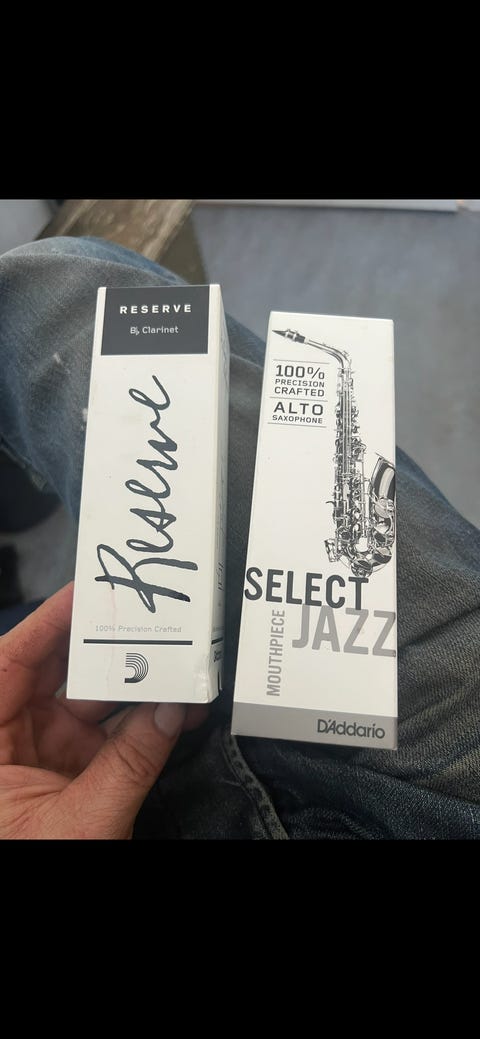 RESERVE
B♭ Clarinet
Reserve
100% Precision Crafted
100%
PRECISION
CRAFTED
ALTO
SAXOPHONE
SELECT
JAZZ
MOUTHPIECE
D'Addario